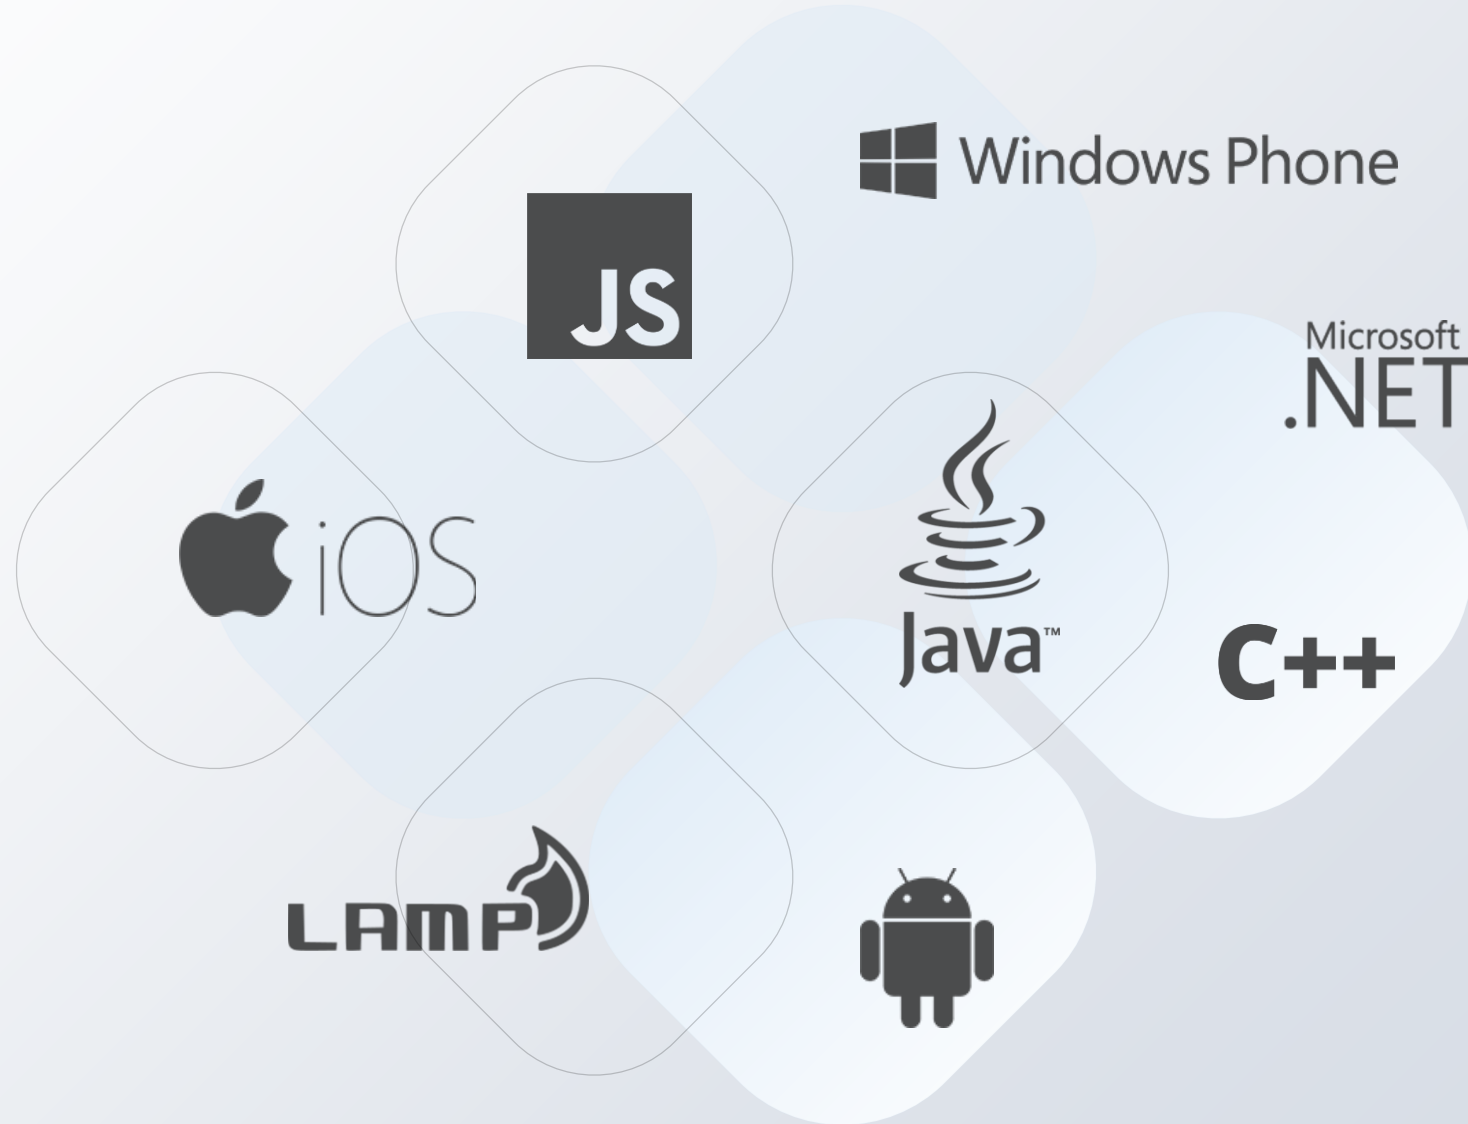 Windows Phone
JS
Microsoft
.NET
iOS
Java™
C++
LAMP